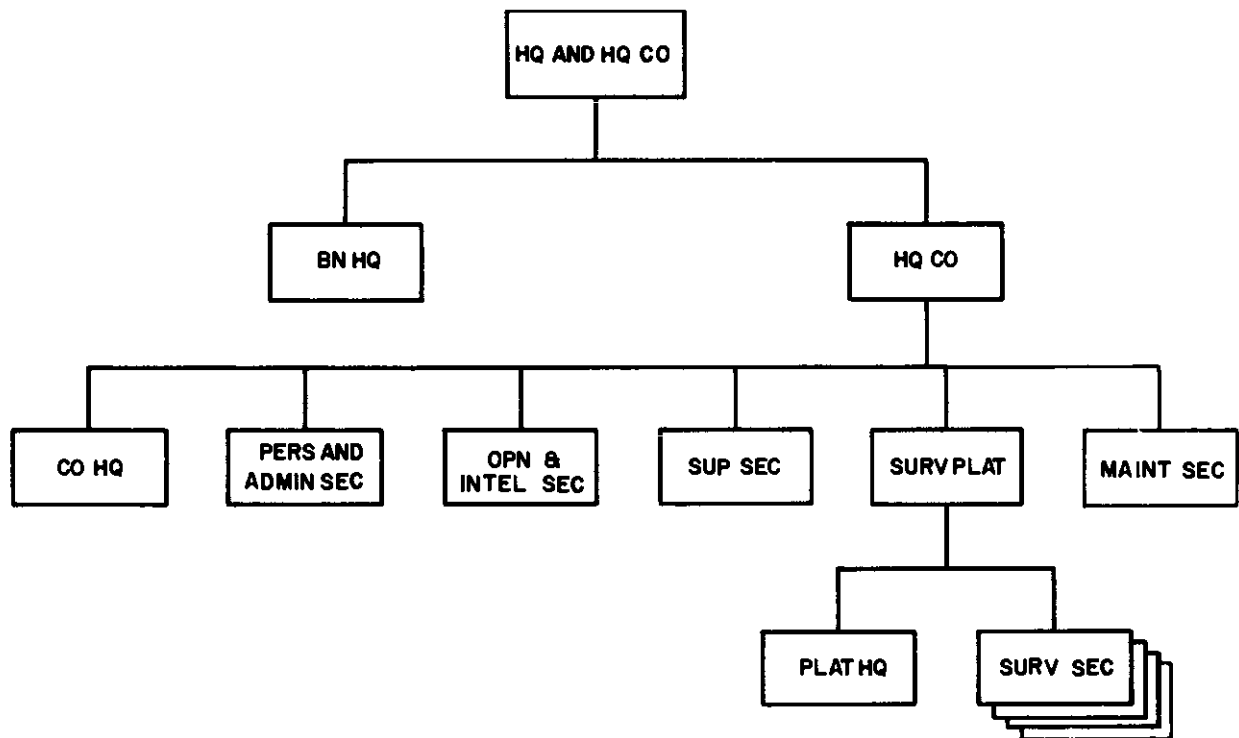 HQ AND HQ CO
BN HQ
HQ CO
CO HQ
PERS AND
ADMIN SEC
OPN &
INTEL SEC
SUP SEC
SURV PLAT
MAINT SEC
PLAT HQ
SURV SEC